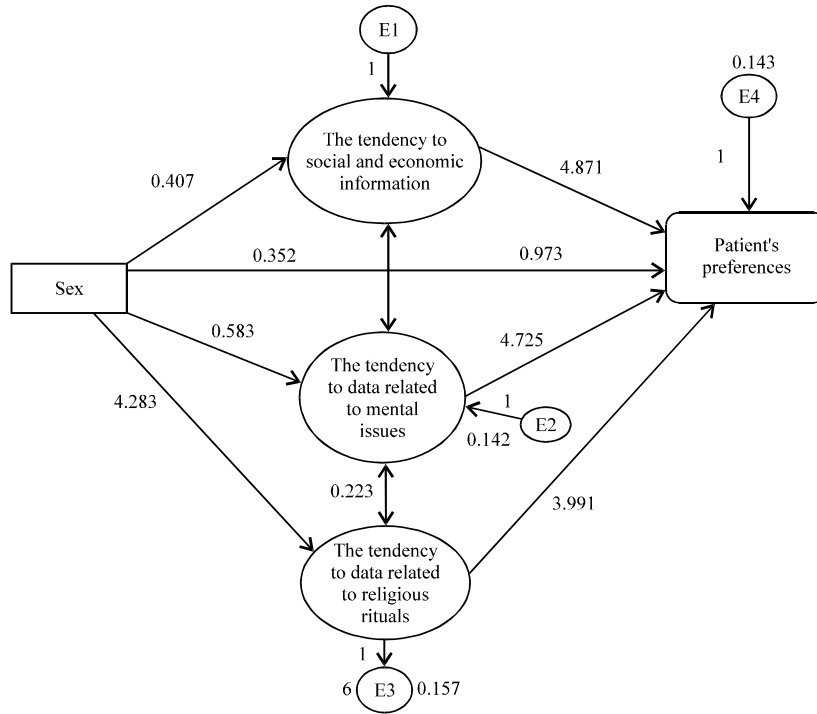 E1
1
0.143
E4
1
The tendency to
social and economic
information
0.407
4.871
Patient's
preferences
0.352
0.973
Sex
0.583
The tendency
to data related
to mental
issues
4.725
1
E2
0.142
4.283
0.223
3.991
The tendency
to data related
to religious
rituals
1
6
E3
0.157